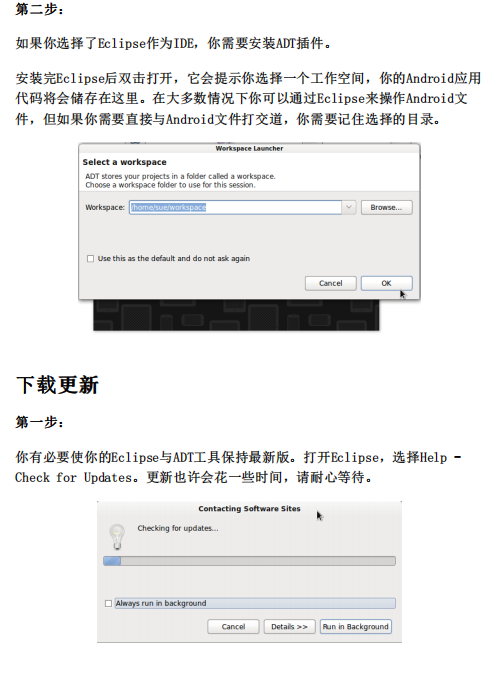 第二步：
如果你选择了Eclipse作为IDE，你需要安装ADT插件。
安装完Eclipse后双击打开，它会提示你选择一个工作空间，你的Android应用
代码将会储存在这里。在大多数情况下你可以通过Eclipse来操作Android文
件，但如果你需要直接与Android文件打交道，你需要记住选择的目录。
Workspace Launcher
Select a workspace
ADT stores your projects in a folder called a workspace.
Choose a workspace folder to use for this session.
Workspace: /home/sue/workspace Browse...
Use this as the default and do not ask again
Cancel OK
下载更新
第一步：
你有必要使你的Eclipse与ADT工具保持最新版。打开Eclipse，选择Help -
Check for Updates。更新也许会花一些时间，请耐心等待。
Contacting Software Sites
Checking for updates...
Always run in background
Cancel Details >> Run in Background